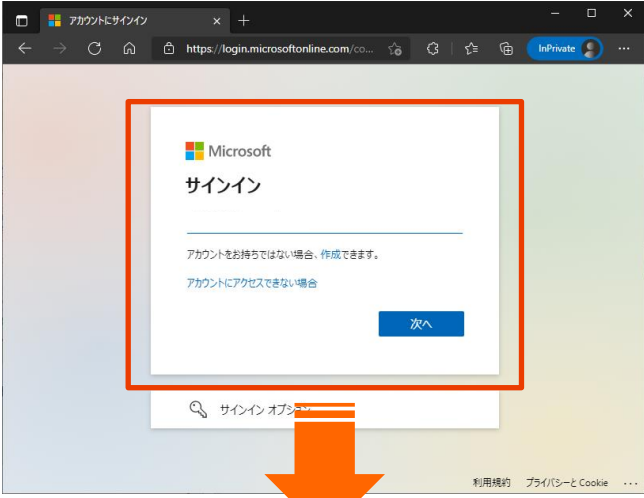 アカウントにサインイン
https://login.microsoftonline.com/co...
InPrivate
Microsoft
サインイン
アカウントをお持ちではない場合、作成できます。
アカウントにアクセスできない場合
次へ
サインイン オプション
利用規約 プライバシーと Cookie ...